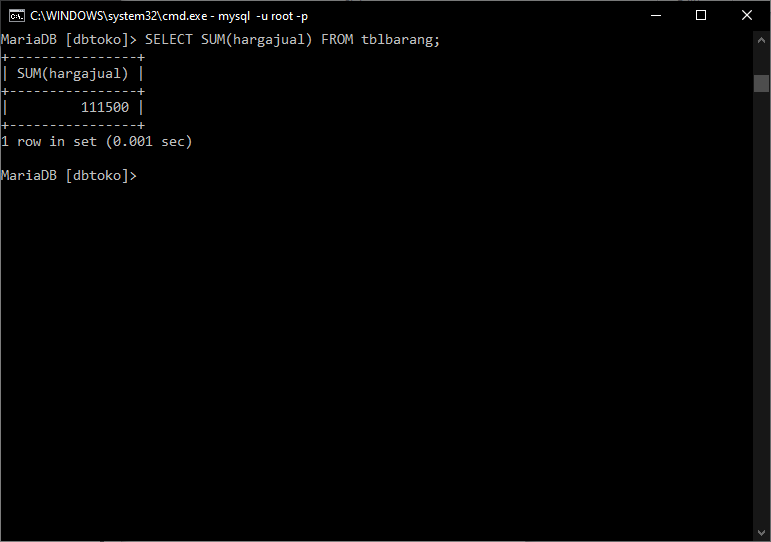 C:\WINDOWS\system32\cmd.exe - mysql  -u root -p
MariaDB [dbtoko]> SELECT SUM(hargajual) FROM tblbarang;
+----------------+
| SUM(hargajual) |
+----------------+
|         111500 |
+----------------+
1 row in set (0.001 sec)

MariaDB [dbtoko]>